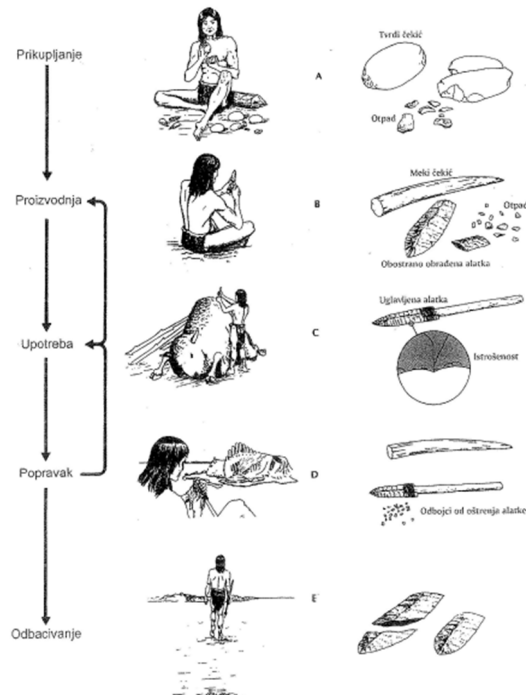 Prikupljanje
A
Tvrdi čekić
Otpad
Proizvodnja
B
Meki čekić
Otpad
Obostrano obrađena alatka
Upotreba
C
Uglavljena alatka
Istrošenost
Popravak
D
Odbojci od oštrenja alatke
Odbacivanje
E